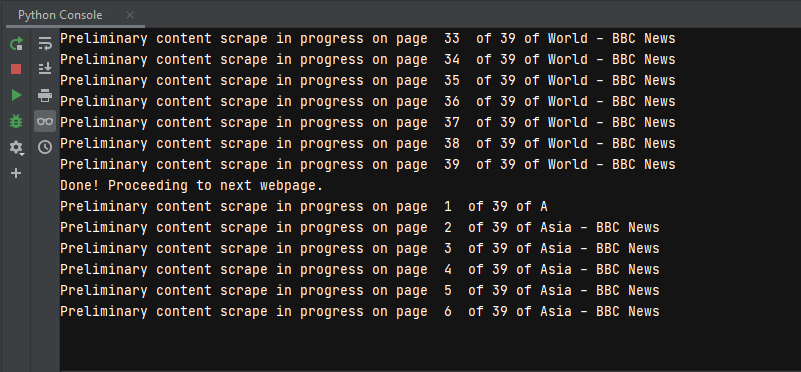 Python Console
Preliminary content scrape in progress on page  33  of 39 of World - BBC News
Preliminary content scrape in progress on page  34  of 39 of World - BBC News
Preliminary content scrape in progress on page  35  of 39 of World - BBC News
Preliminary content scrape in progress on page  36  of 39 of World - BBC News
Preliminary content scrape in progress on page  37  of 39 of World - BBC News
Preliminary content scrape in progress on page  38  of 39 of World - BBC News
Preliminary content scrape in progress on page  39  of 39 of World - BBC News
Done! Proceeding to next webpage.
Preliminary content scrape in progress on page  1  of 39 of A
Preliminary content scrape in progress on page  2  of 39 of Asia - BBC News
Preliminary content scrape in progress on page  3  of 39 of Asia - BBC News
Preliminary content scrape in progress on page  4  of 39 of Asia - BBC News
Preliminary content scrape in progress on page  5  of 39 of Asia - BBC News
Preliminary content scrape in progress on page  6  of 39 of Asia - BBC News